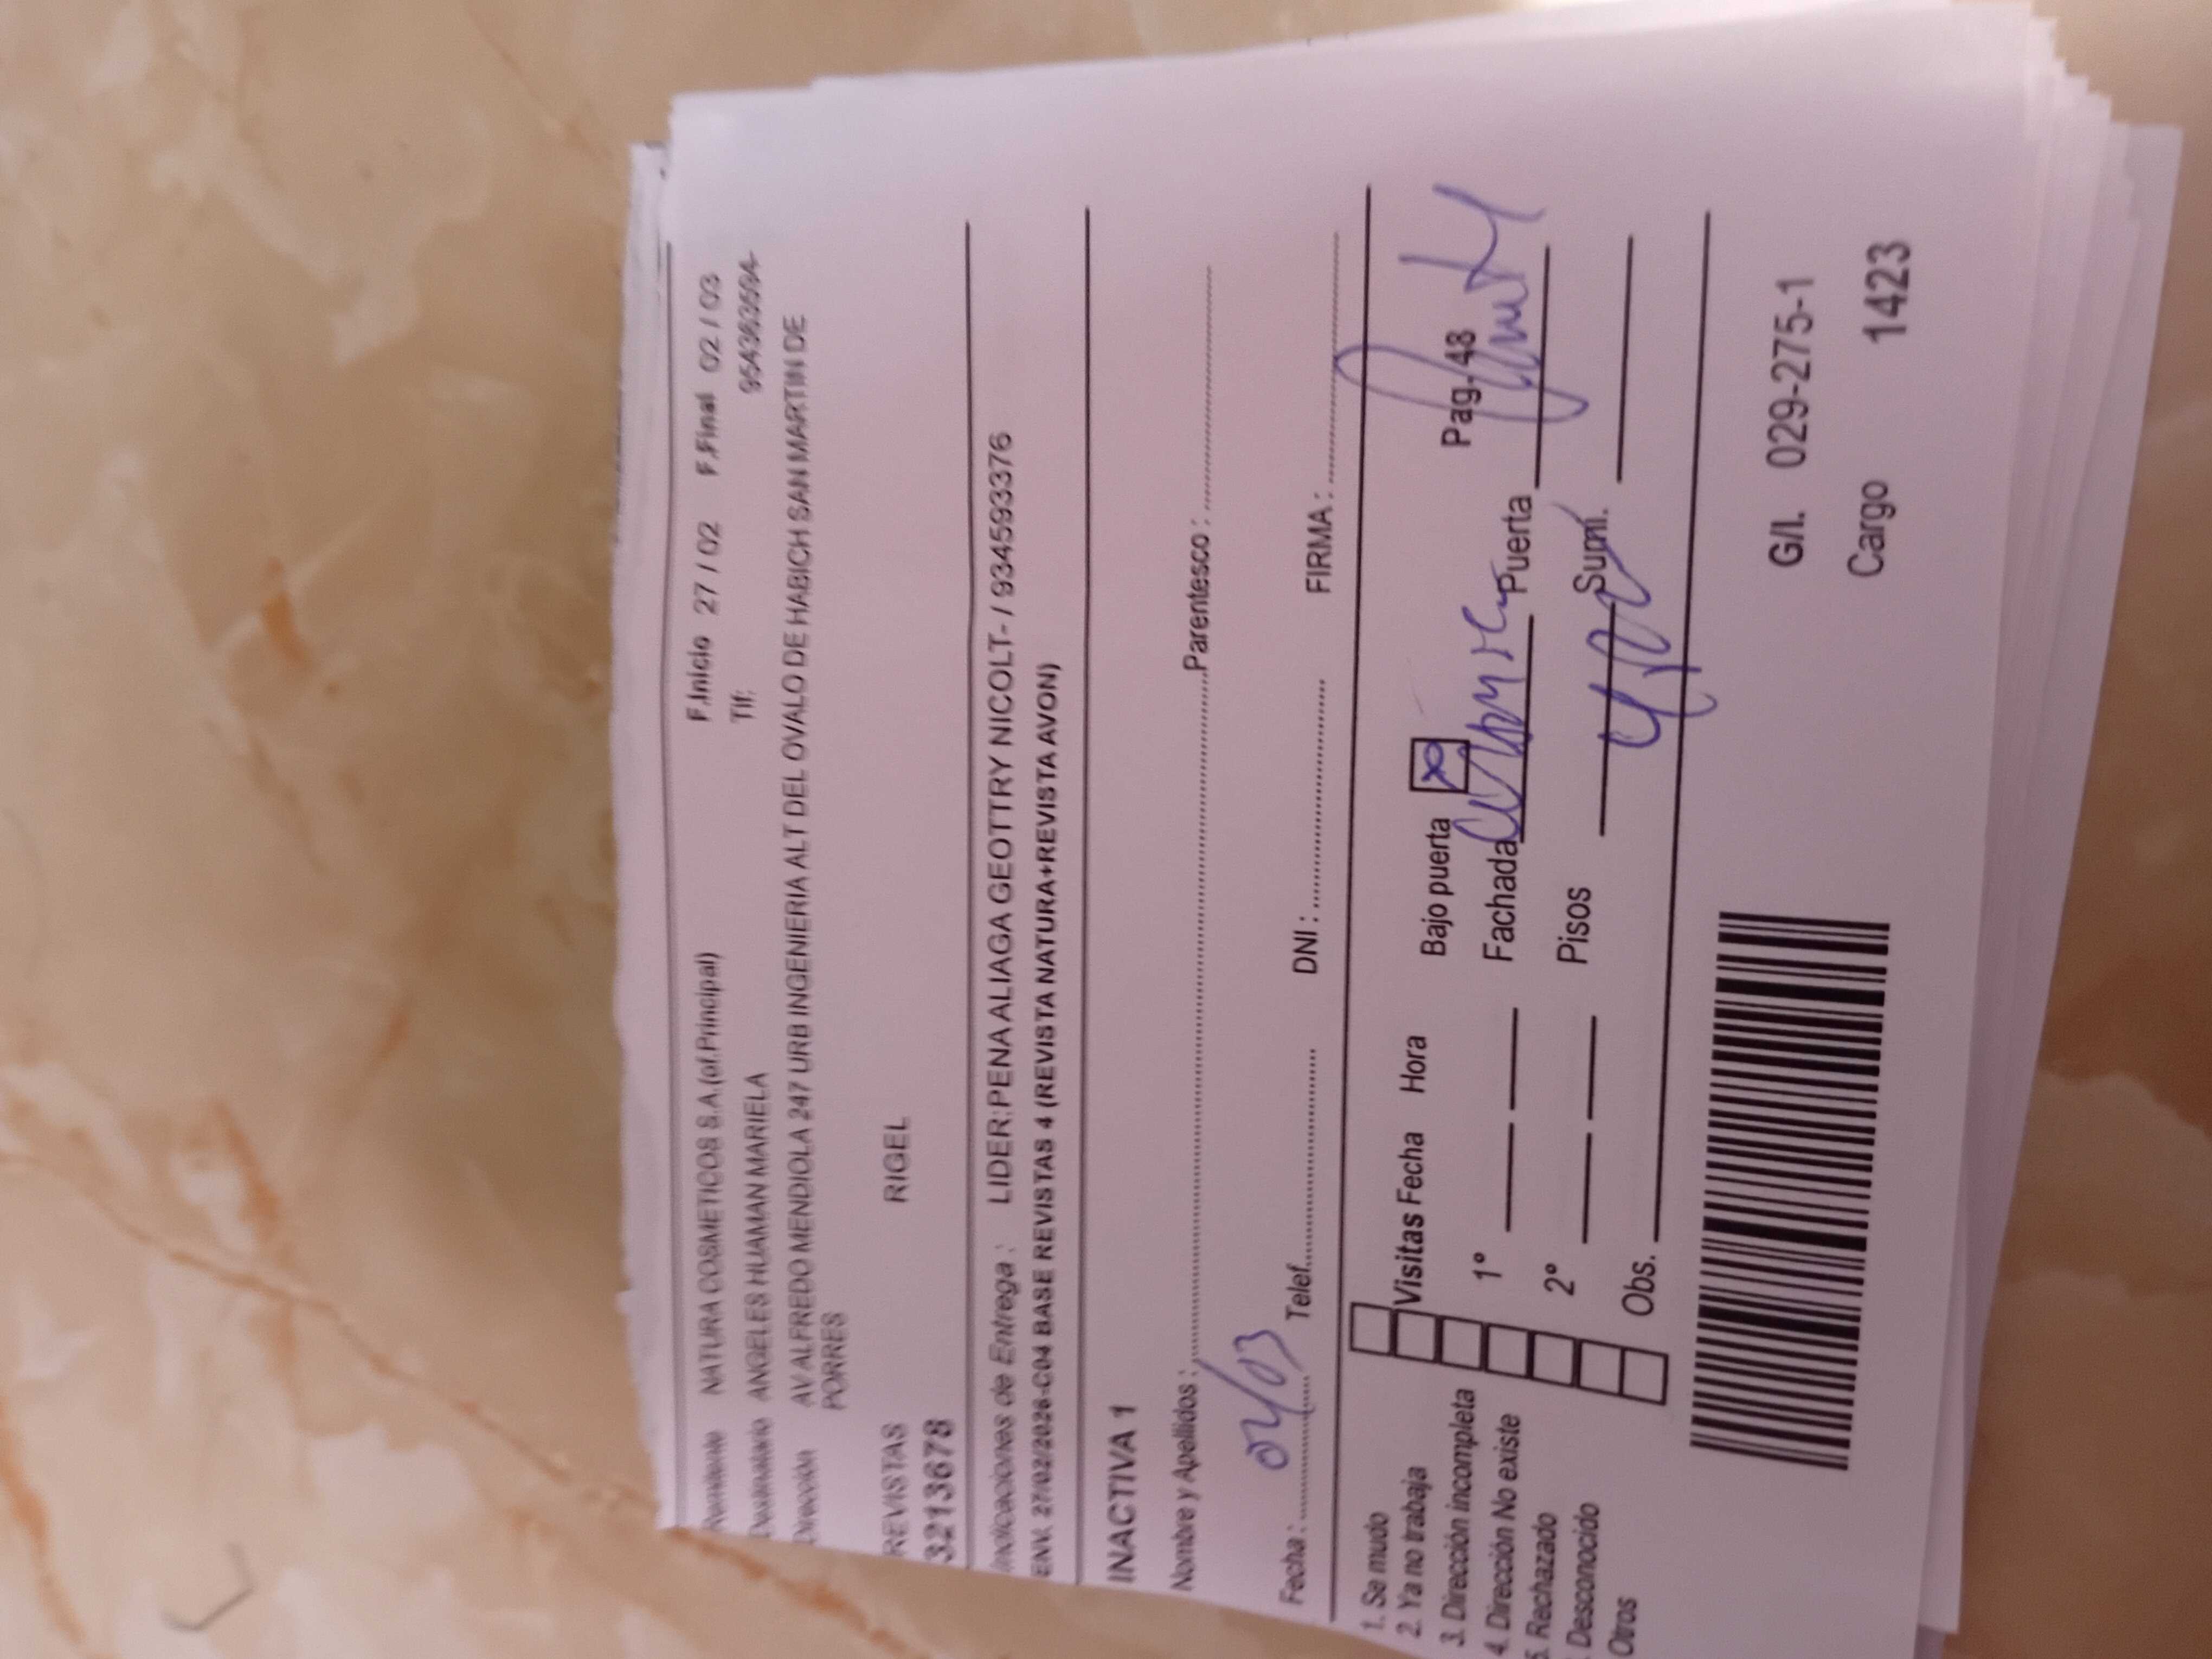 Remitente NATURA COSMETICOS S.A.(of.Principal) F.Inicio 27 / 02 F.Final 02 / 03
Destinatario ANGELES HUAMAN MARIELA Tlf:
Dirección AV ALFREDO MENDIOLA 247 URB INGENIERIA ALT DEL OVALO DE HABICH SAN MARTIN DE
PORRES
REVISTAS RIGEL
3213678
Indicaciones de Entrega : LIDER:PENA ALIAGA GEOTTRY NICOLT- / 934593376
ENV. 27/02/2026-C04 BASE REVISTAS 4 (REVISTA NATURA+REVISTA AVON)
INACTIVA 1
Nombre y Apellidos : Parentesco :
Fecha : 04/03 Telef. DNI : FIRMA :
1. Se mudo
2. Ya no trabaja
3. Dirección incompleta
4. Dirección No existe
5. Rechazado
Desconocido
Otros
Visitas Fecha Hora Bajo puerta Pag-48
1º Fachada Puerta
2º Pisos Sumi.
Obs.
G/I. 029-275-1
Cargo 1423